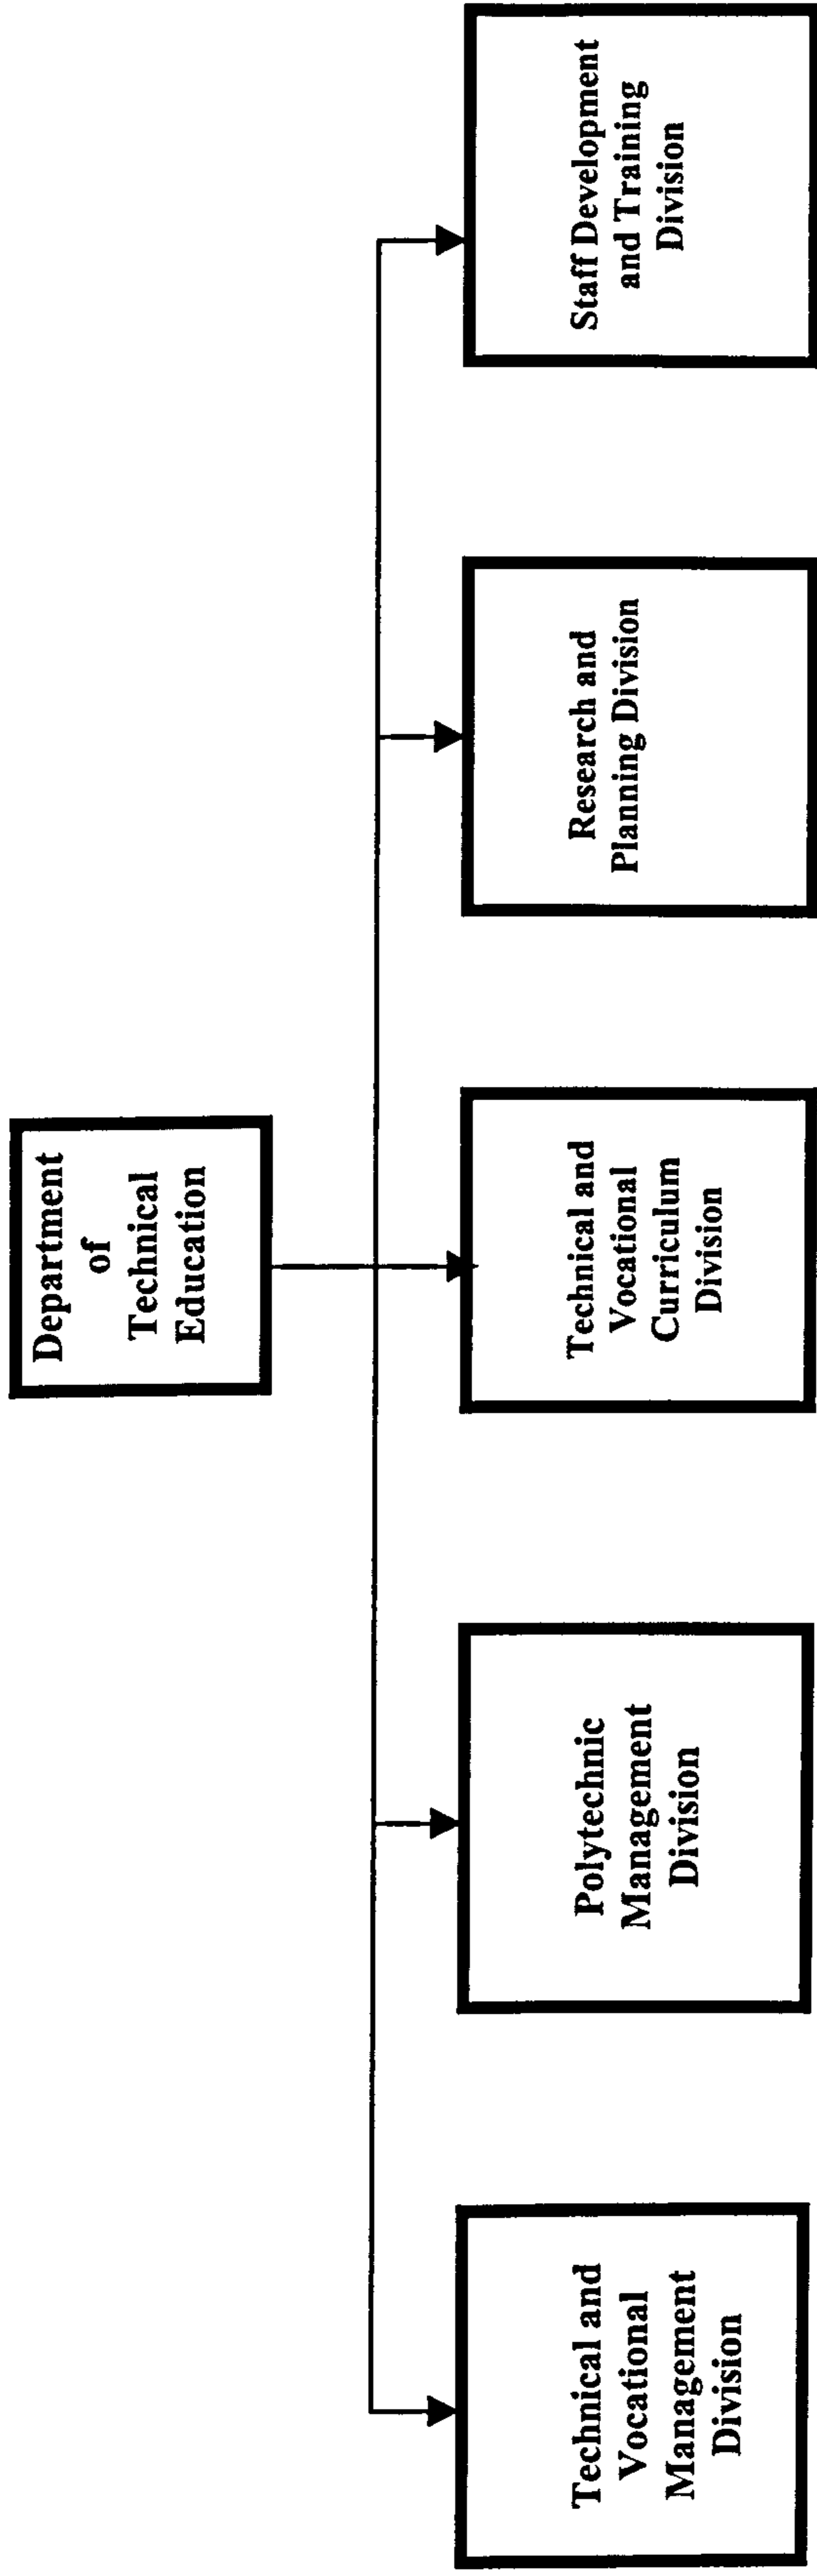 Department
of
Technical
Education
Technical and
Vocational
Management
Division
Polytechnic
Management
Division
Technical and
Vocational
Curriculum
Division
Research and
Planning Division
Staff Development
and Training
Division